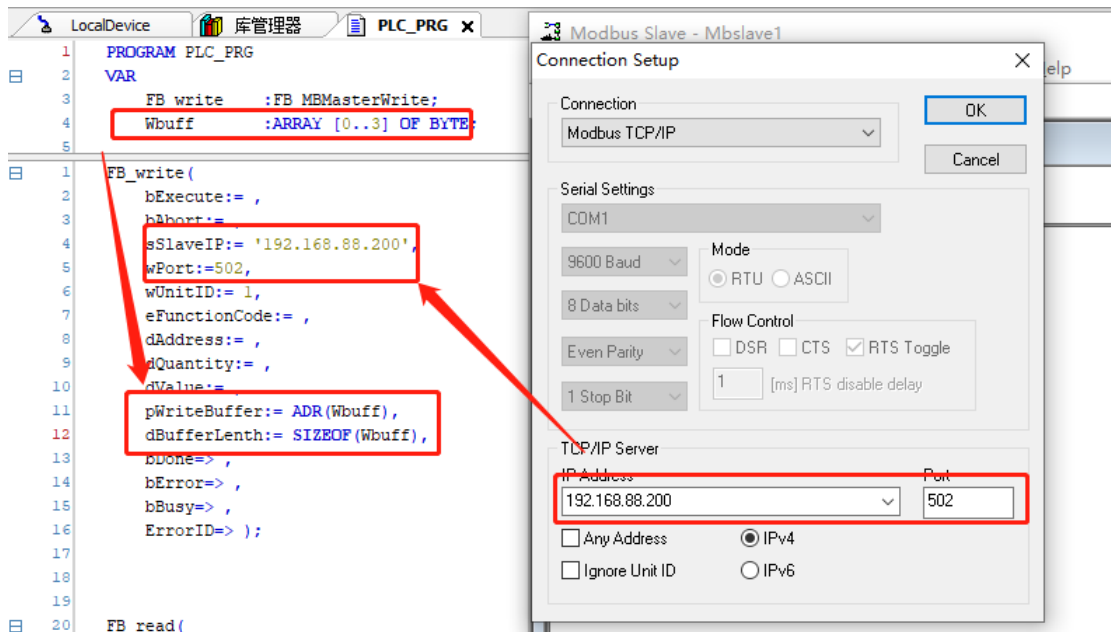 LocalDevice 库管理器 PLC_PRG X
1 PROGRAM PLC_PRG
2 VAR
3 FB_write :FB_MBMasterWrite;
4 Wbuff :ARRAY [0..3] OF BYTE;
5
1 FB_write(
2 bExecute:= ,
3 bAbort:= ,
4 sSlaveIP:= '192.168.88.200',
5 wPort:=502,
6 wUnitID:= 1,
7 eFunctionCode:= ,
8 dAddress:= ,
9 dQuantity:= ,
10 dValue:= ,
11 pWriteBuffer:= ADR(Wbuff),
12 dBufferLenth:= SIZEOF(Wbuff),
13 bDone=> ,
14 bError=> ,
15 bBusy=> ,
16 ErrorID=> );
17
18
19
20 FB_read(
Modbus Slave - Mbslave1
Connection Setup
Connection
Modbus TCP/IP
OK
Cancel
Serial Settings
COM1
9600 Baud
8 Data bits
Even Parity
1 Stop Bit
Mode
RTU ASCII
Flow Control
DSR CTS RTS Toggle
1 [ms] RTS disable delay
TCP/IP Server
IP Address Port
192.168.88.200 502
Any Address IPv4
Ignore Unit ID IPv6